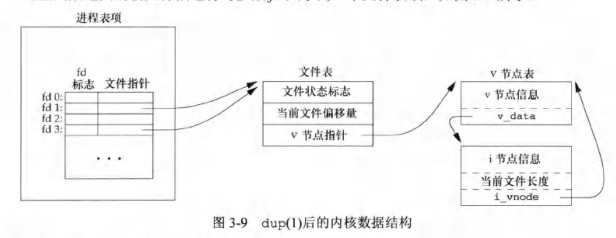 进程表项
fd
标志 文件指针
fd 0:
fd 1:
fd 2:
fd 3:
...
文件表
文件状态标志
当前文件偏移量
v 节点指针
v 节点表
v 节点信息
v_data
i 节点信息
当前文件长度
i_vnode
图 3-9 dup(1)后的内核数据结构